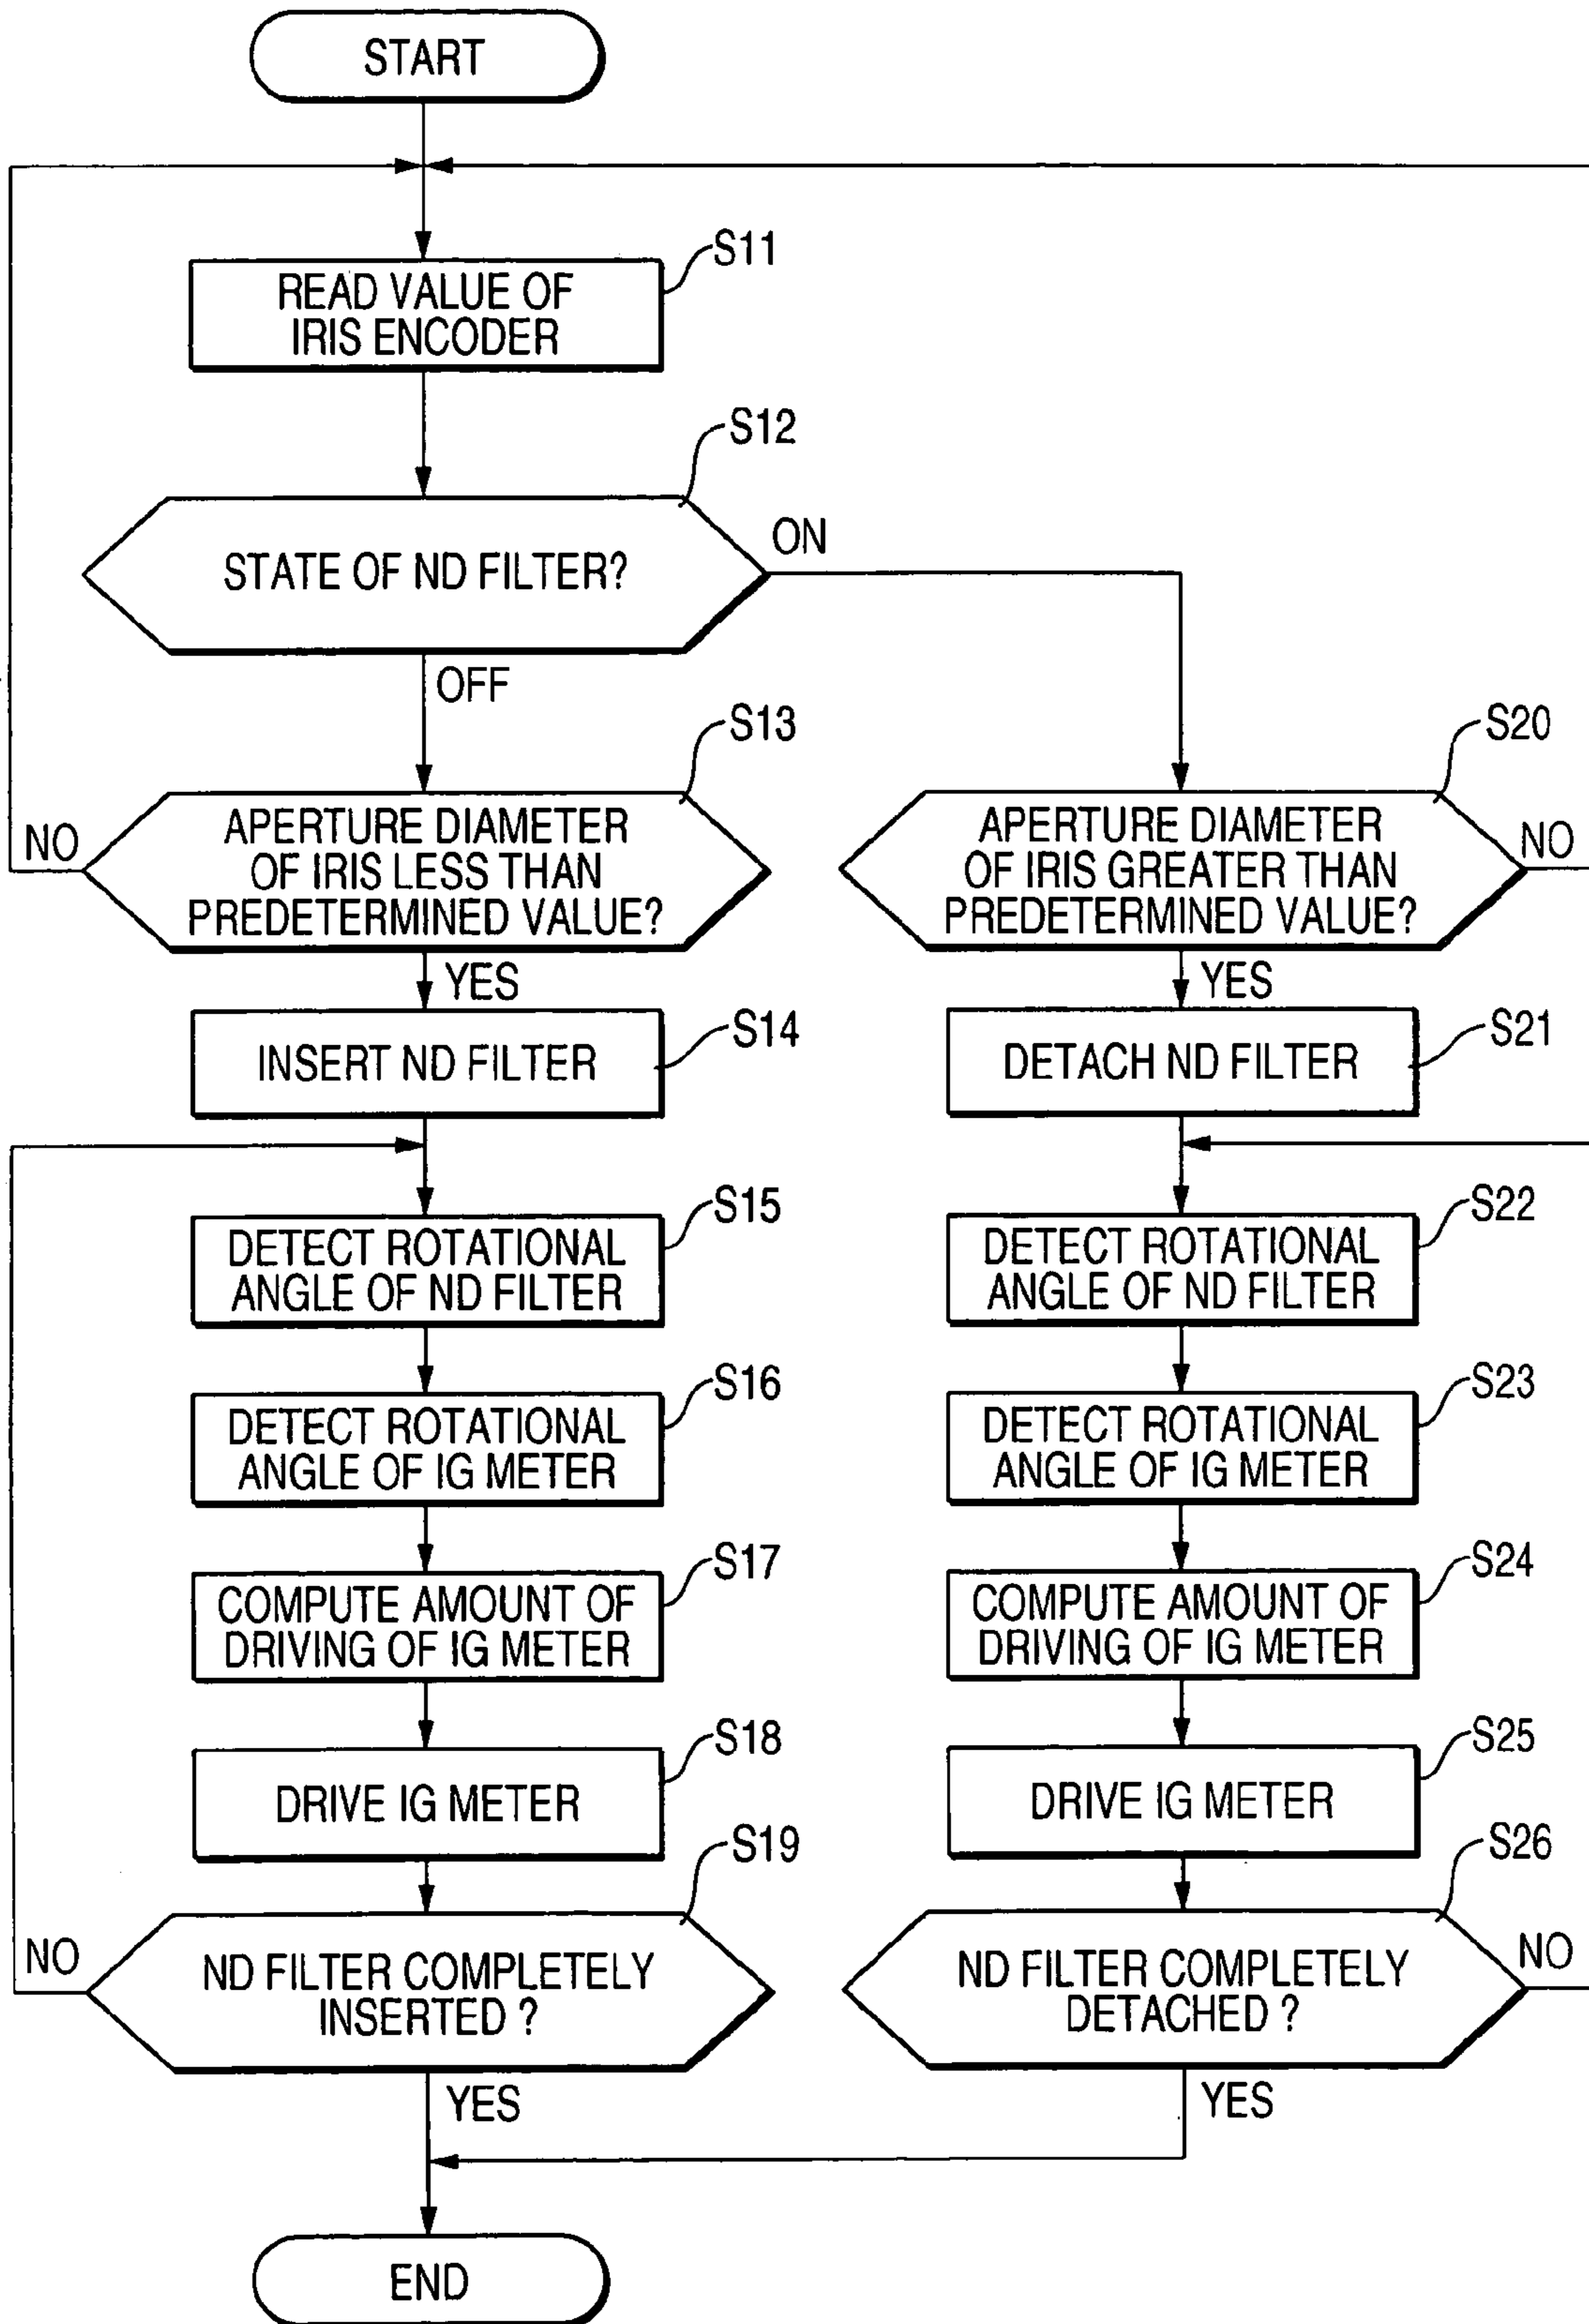 START
S11
READ VALUE OF
IRIS ENCODER
S12
STATE OF ND FILTER?
ON
OFF
S13
APERTURE DIAMETER
OF IRIS LESS THAN
PREDETERMINED VALUE?
NO
YES
S20
APERTURE DIAMETER
OF IRIS GREATER THAN
PREDETERMINED VALUE?
NO
YES
S14
INSERT ND FILTER
S21
DETACH ND FILTER
S15
DETECT ROTATIONAL
ANGLE OF ND FILTER
S22
DETECT ROTATIONAL
ANGLE OF ND FILTER
S16
DETECT ROTATIONAL
ANGLE OF IG METER
S23
DETECT ROTATIONAL
ANGLE OF IG METER
S17
COMPUTE AMOUNT OF
DRIVING OF IG METER
S24
COMPUTE AMOUNT OF
DRIVING OF IG METER
S18
DRIVE IG METER
S25
DRIVE IG METER
S19
ND FILTER COMPLETELY
INSERTED ?
NO
YES
S26
ND FILTER COMPLETELY
DETACHED ?
NO
YES
END